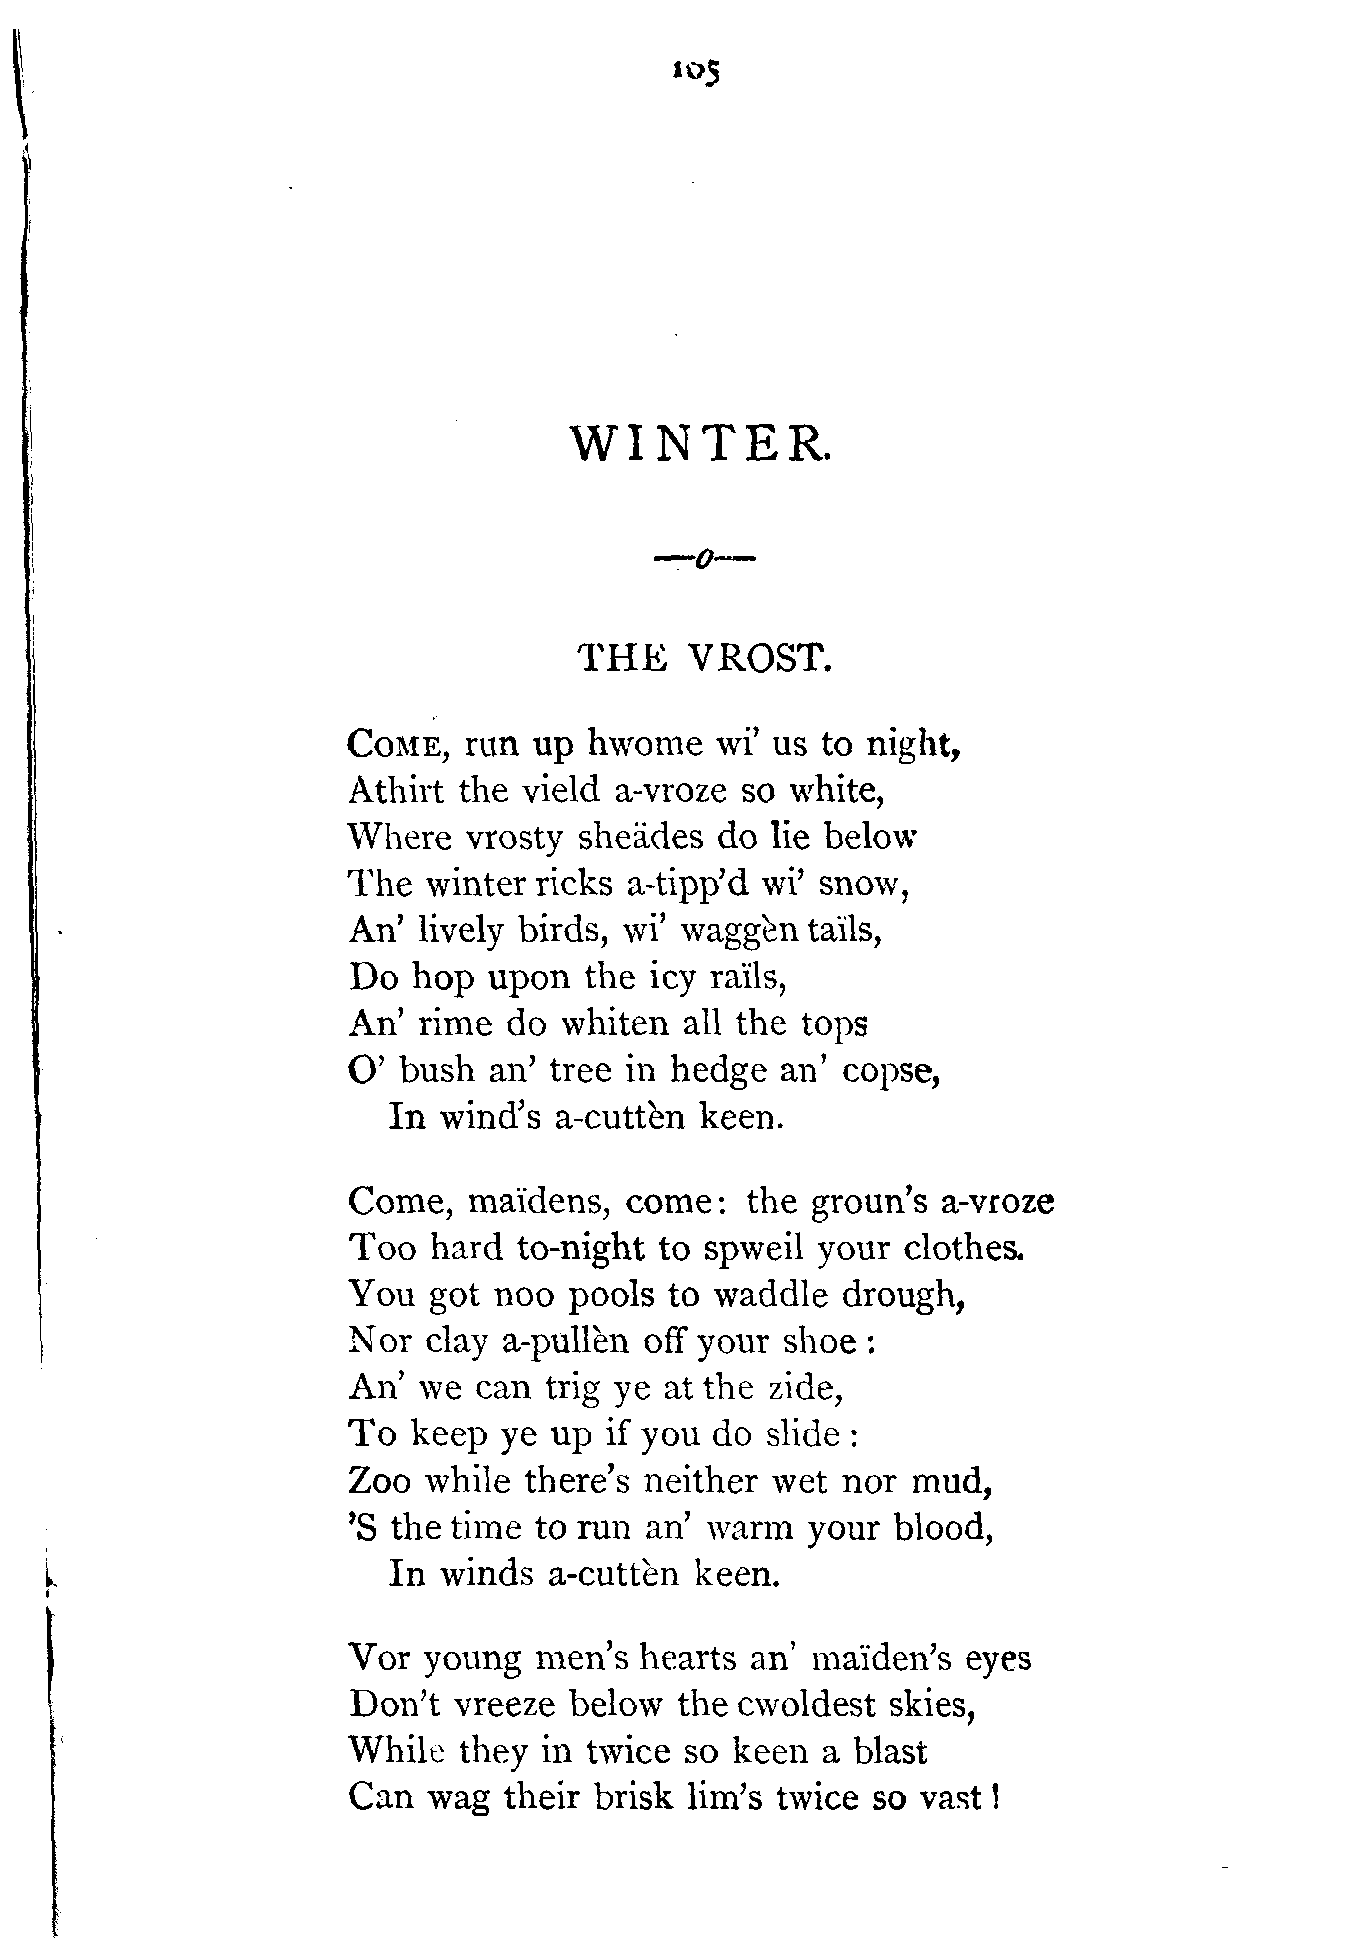 105
WINTER.
—o—
THE VROST.
COME, run up hwome wi’ us to night,
Athirt the vield a-vroze so white,
Where vrosty sheädes do lie below
The winter ricks a-tipp’d wi’ snow,
An’ lively birds, wi’ waggèn taïls,
Do hop upon the icy raïls,
An’ rime do whiten all the tops
O’ bush an’ tree in hedge an’ copse,
In wind’s a-cuttèn keen.
Come, maïdens, come: the groun’s a-vroze
Too hard to-night to spweil your clothes.
You got noo pools to waddle drough,
Nor clay a-pullèn off your shoe :
An’ we can trig ye at the zide,
To keep ye up if you do slide :
Zoo while there’s neither wet nor mud,
’S the time to run an’ warm your blood,
In winds a-cuttèn keen.
Vor young men’s hearts an’ maïden’s eyes
Don’t vreeze below the cwoldest skies,
While they in twice so keen a blast
Can wag their brisk lim’s twice so vast !